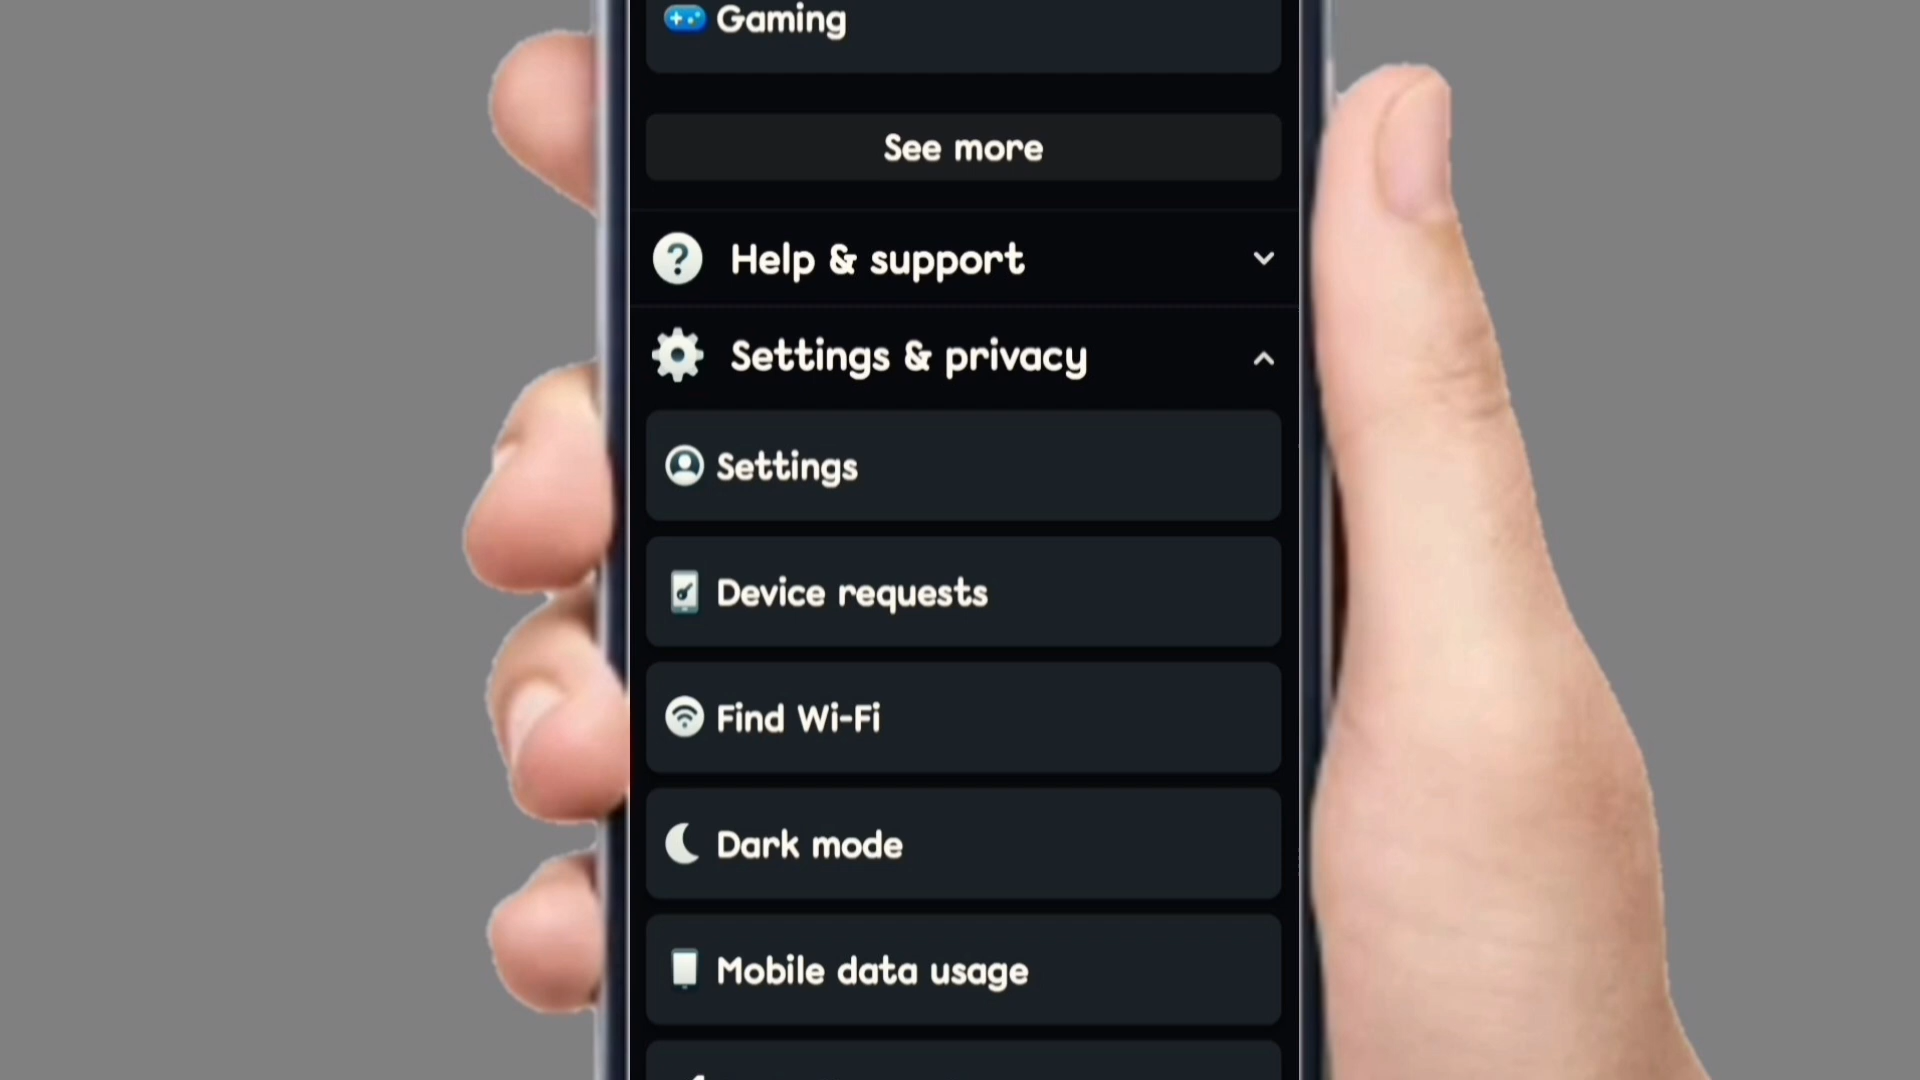 Gaming
See more
Help & support
Settings & privacy
Settings
Device requests
Find Wi-Fi
Dark mode
Mobile data usage